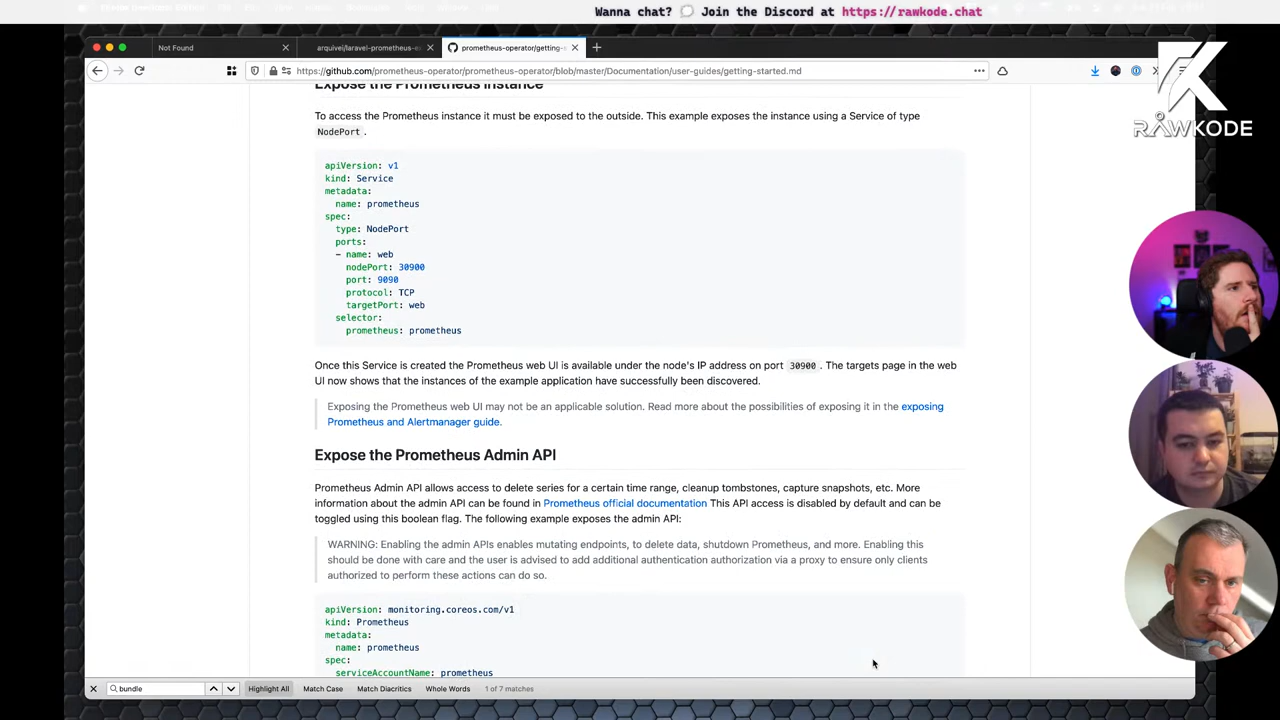 Wanna chat? 💬 Join the Discord at https://rawkode.chat
Not Found
arquivei/laravel-prometheus-e
prometheus-operator/getting-s
https://github.com/prometheus-operator/prometheus-operator/blob/master/Documentation/user-guides/getting-started.md
RAWKODE
Expose the Prometheus instance
To access the Prometheus instance it must be exposed to the outside. This example exposes the instance using a Service of type
NodePort .
apiVersion: v1
kind: Service
metadata:
name: prometheus
spec:
type: NodePort
ports:
- name: web
nodePort: 30900
port: 9090
protocol: TCP
targetPort: web
selector:
prometheus: prometheus
Once this Service is created the Prometheus web UI is available under the node's IP address on port 30900 . The targets page in the web
UI now shows that the instances of the example application have successfully been discovered.
Exposing the Prometheus web UI may not be an applicable solution. Read more about the possibilities of exposing it in the exposing
Prometheus and Alertmanager guide.
Expose the Prometheus Admin API
Prometheus Admin API allows access to delete series for a certain time range, cleanup tombstones, capture snapshots, etc. More
information about the admin API can be found in Prometheus official documentation This API access is disabled by default and can be
toggled using this boolean flag. The following example exposes the admin API:
WARNING: Enabling the admin APIs enables mutating endpoints, to delete data, shutdown Prometheus, and more. Enabling this
should be done with care and the user is advised to add additional authentication authorization via a proxy to ensure only clients
authorized to perform these actions can do so.
apiVersion: monitoring.coreos.com/v1
kind: Prometheus
metadata:
name: prometheus
spec:
serviceAccountName: prometheus
bundle
Highlight All
Match Case
Match Diacritics
Whole Words
1 of 7 matches